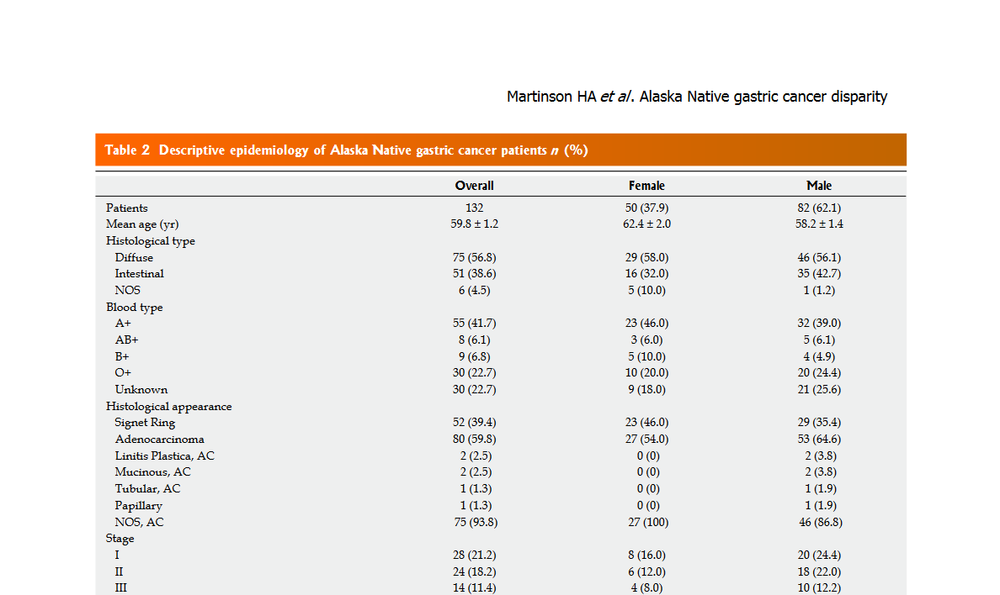 Martinson HA et al. Alaska Native gastric cancer disparity
Table 2 Descriptive epidemiology of Alaska Native gastric cancer patients n (%)
Overall Female Male
Patients 132 50 (37.9) 82 (62.1)
Mean age (yr) 59.8 ± 1.2 62.4 ± 2.0 58.2 ± 1.4
Histological type
Diffuse 75 (56.8) 29 (58.0) 46 (56.1)
Intestinal 51 (38.6) 16 (32.0) 35 (42.7)
NOS 6 (4.5) 5 (10.0) 1 (1.2)
Blood type
A+ 55 (41.7) 23 (46.0) 32 (39.0)
AB+ 8 (6.1) 3 (6.0) 5 (6.1)
B+ 9 (6.8) 5 (10.0) 4 (4.9)
O+ 30 (22.7) 10 (20.0) 20 (24.4)
Unknown 30 (22.7) 9 (18.0) 21 (25.6)
Histological appearance
Signet Ring 52 (39.4) 23 (46.0) 29 (35.4)
Adenocarcinoma 80 (59.8) 27 (54.0) 53 (64.6)
Linitis Plastica, AC 2 (2.5) 0 (0) 2 (3.8)
Mucinous, AC 2 (2.5) 0 (0) 2 (3.8)
Tubular, AC 1 (1.3) 0 (0) 1 (1.9)
Papillary 1 (1.3) 0 (0) 1 (1.9)
NOS, AC 75 (93.8) 27 (100) 46 (86.8)
Stage
I 28 (21.2) 8 (16.0) 20 (24.4)
II 24 (18.2) 6 (12.0) 18 (22.0)
III 14 (11.4) 4 (8.0) 10 (12.2)